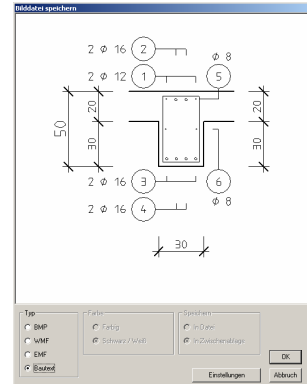 Bilddatei speichern
2 ø 16 2
ø 8
2 ø 12 1 5
50
20
30
30
2 ø 16 3 6
ø 8
2 ø 16 4
30
Typ
BMP
WMF
EMF
Bautext
Farbe
Farbig
Schwarz / Weiß
Speichern
in Datei
in Zwischenablage
OK
Einstellungen Abbruch